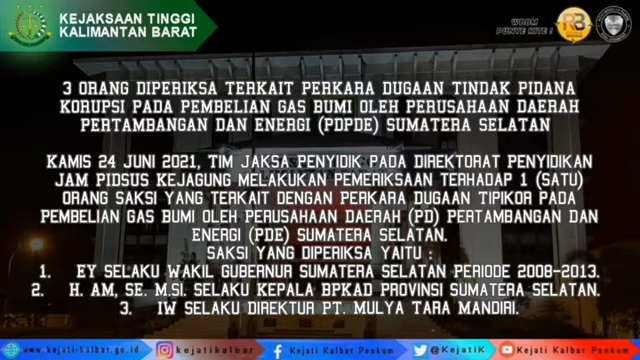 KEJAKSAAN TINGGI
KALIMANTAN BARAT
WBBM
PUNYE KITE !
3 ORANG DIPERIKSA TERKAIT PERKARA DUGAAN TINDAK PIDANA
KORUPSI PADA PEMBELIAN GAS BUMI OLEH PERUSAHAAN DAERAH
PERTAMBANGAN DAN ENERGI (PDPDE) SUMATERA SELATAN
KAMIS 24 JUNI 2021, TIM JAKSA PENYIDIK PADA DIREKTORAT PENYIDIKAN
JAM PIDSUS KEJAGUNG MELAKUKAN PEMERIKSAAN TERHADAP 1 (SATU)
ORANG SAKSI YANG TERKAIT DENGAN PERKARA DUGAAN TIPIKOR PADA
PEMBELIAN GAS BUMI OLEH PERUSAHAAN DAERAH (PD) PERTAMBANGAN DAN
ENERGI (PDE) SUMATERA SELATAN.
SAKSI YANG DIPERIKSA YAITU :
1. EY SELAKU WAKIL GUBERNUR SUMATERA SELATAN PERIODE 2008-2013.
2. H. AM, SE. M.SI. SELAKU KEPALA BPKAD PROVINSI SUMATERA SELATAN.
3. IW SELAKU DIREKTUR PT. MULYA TARA MANDIRI.
www.kejati-kalbar.go.id kejatikalbar Kejati Kalbar Penkum @KejatiK Kejati Kalbar Penkum